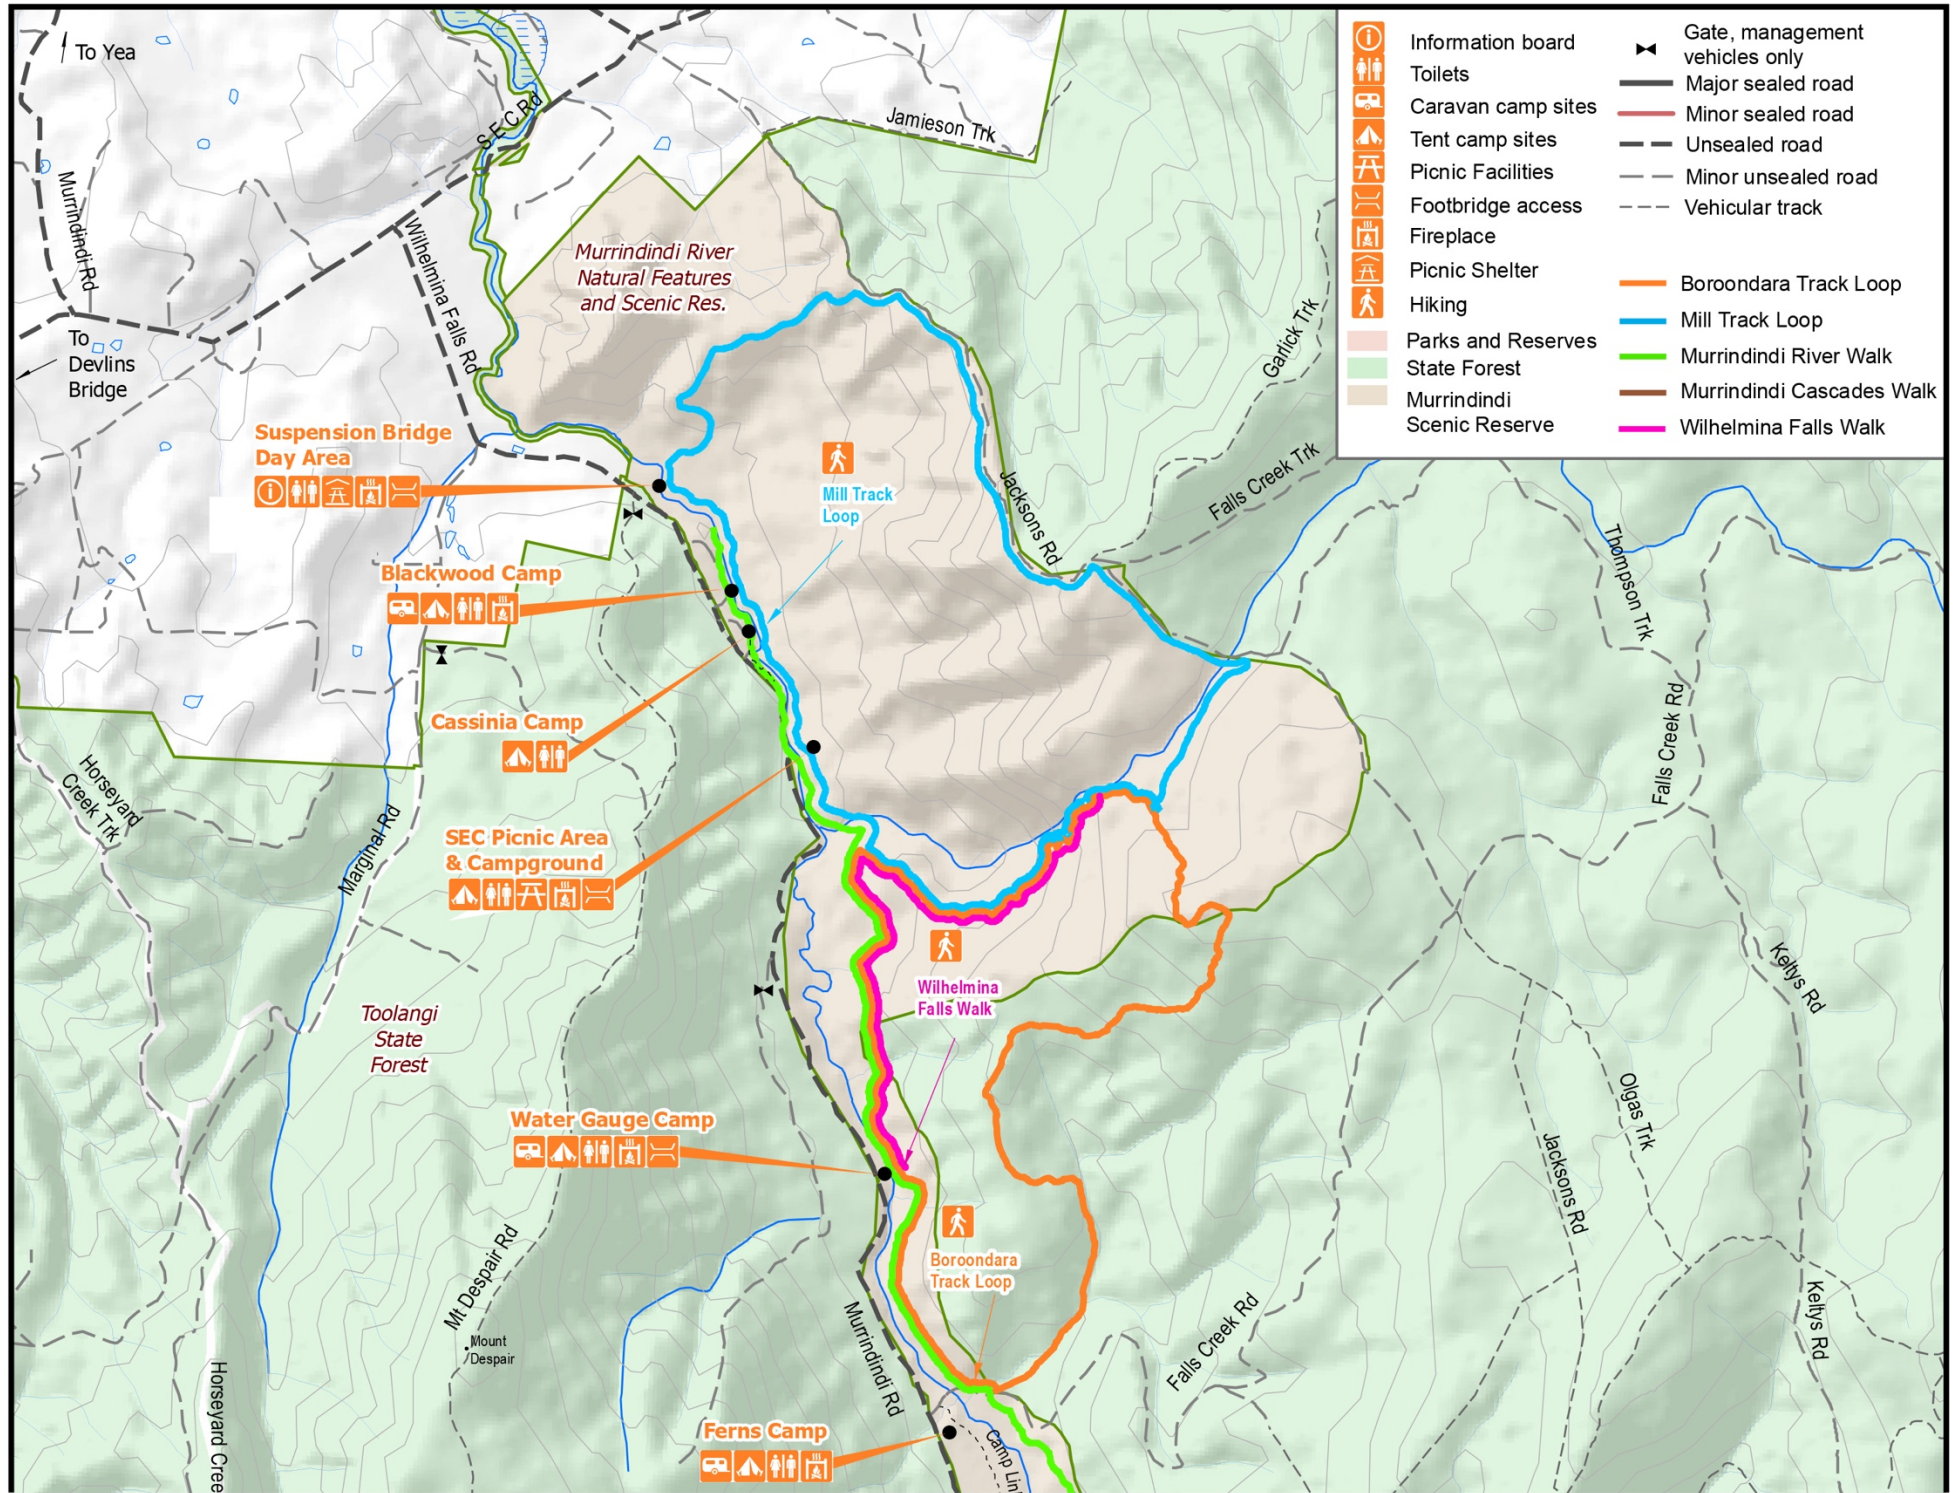 To Yea
S E C Rd
Jamieson Trk
Murrindindi Rd
Wilhelmina Falls Rd
Murrindindi River
Natural Features
and Scenic Res.
To
Devlins
Bridge
Information board
Toilets
Caravan camp sites
Tent camp sites
Picnic Facilities
Footbridge access
Fireplace
Picnic Shelter
Hiking
Parks and Reserves
State Forest
Murrindindi
Scenic Reserve
Gate, management
vehicles only
Major sealed road
Minor sealed road
Unsealed road
Minor unsealed road
Vehicular track
Boroondara Track Loop
Mill Track Loop
Murrindindi River Walk
Murrindindi Cascades Walk
Wilhelmina Falls Walk
Garlick Trk
Suspension Bridge
Day Area
Mill Track
Loop
Jacksons Rd
Falls Creek Trk
Thompson Trk
Blackwood Camp
Cassinia Camp
Falls Creek Rd
Horseyard
Creek Trk
Marginal Rd
SEC Picnic Area
& Campground
Wilhelmina
Falls Walk
Keltys Rd
Toolangi
State
Forest
Olgas Trk
Jacksons Rd
Water Gauge Camp
Boroondara
Track Loop
Mt Despair Rd
Mount
Despair
Murrindindi Rd
Falls Creek Rd
Keltys Rd
Horseyard Cree
Ferns Camp
Camp Lin